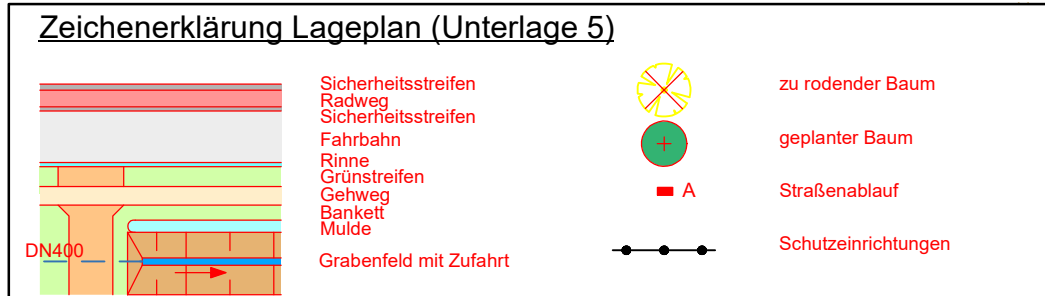 Zeichenerklärung Lageplan (Unterlage 5)
Sicherheitsstreifen
Radweg
Sicherheitsstreifen
Fahrbahn
Rinne
Grünstreifen
Gehweg
Bankett
Mulde
DN400
Grabenfeld mit Zufahrt
zu rodender Baum
geplanter Baum
A Straßenablauf
Schutzeinrichtungen